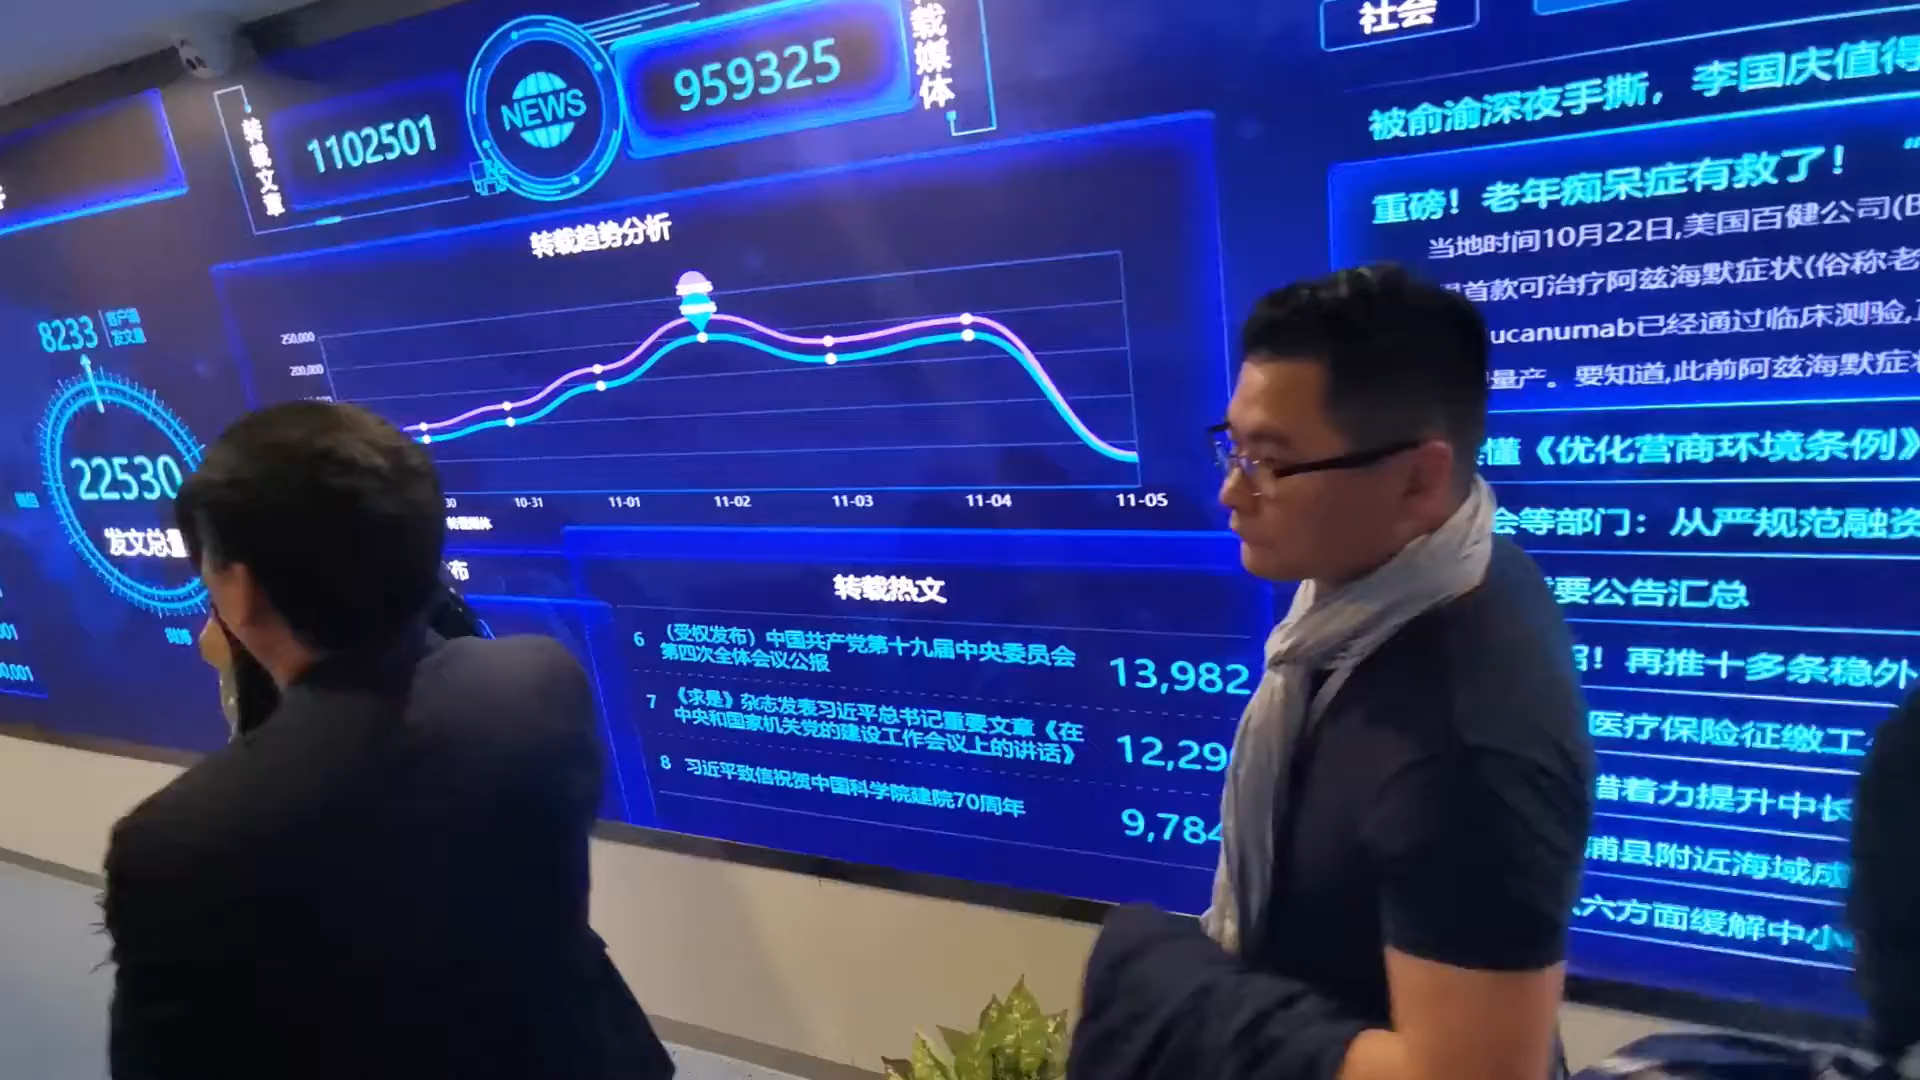 社会
转载文章
1102501
NEWS
959325
载媒体
转载趋势分析
250,000
200,000
10-31
11-01
11-02
11-03
11-04
11-05
转载媒体
8233
客户端
发文量
22530
发文总量
布
转载热文
6 （受权发布）中国共产党第十九届中央委员会
第四次全体会议公报
13,982
7 《求是》杂志发表习近平总书记重要文章《在
中央和国家机关党的建设工作会议上的讲话》
12,29
8 习近平致信祝贺中国科学院建院70周年
9,784
被俞渝深夜手撕，李国庆值得
重磅！老年痴呆症有救了！
当地时间10月22日,美国百健公司(
首款可治疗阿兹海默症状(俗称老
ucanumab已经通过临床测验,
量产。要知道,此前阿兹海默症
懂《优化营商环境条例》
会等部门：从严规范融资
要公告汇总
！再推十多条稳外
医疗保险征缴工
着力提升中长
浦县附近海域成
六方面缓解中小